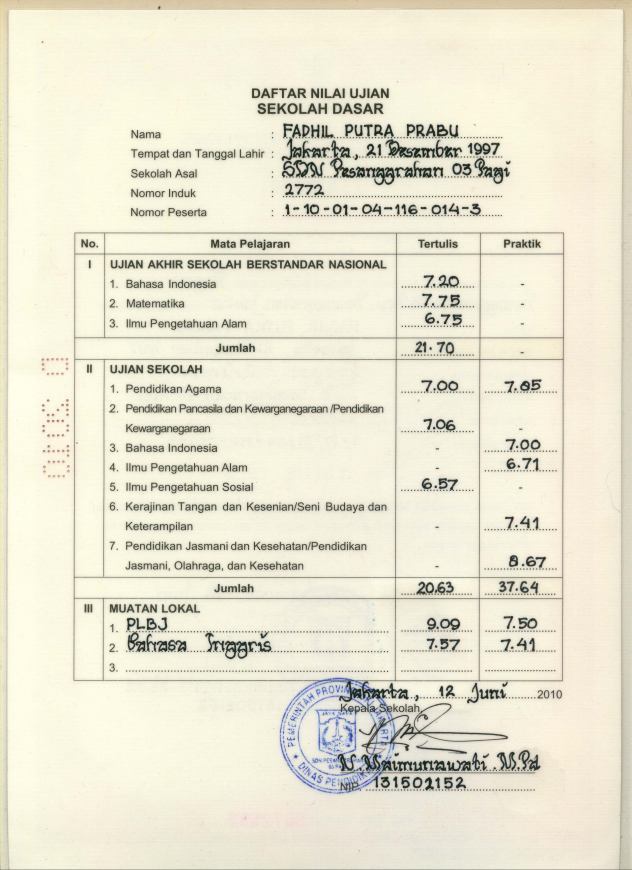 DAFTAR NILAI UJIAN
SEKOLAH DASAR
Nama : FADHIL PUTRA PRABU
Tempat dan Tanggal Lahir : Jakarta, 21 Desember 1997
Sekolah Asal : SDN Pesanggrahan 03 Pagi
Nomor Induk : 2772
Nomor Peserta : 1-10-01-04-116-014-3
No. Mata Pelajaran Tertulis Praktik
I UJIAN AKHIR SEKOLAH BERSTANDAR NASIONAL
1. Bahasa Indonesia 7.20 -
2. Matematika 7.75 -
3. Ilmu Pengetahuan Alam 6.75 -
Jumlah 21.70 -
II UJIAN SEKOLAH
1. Pendidikan Agama 7.00 7.85
2. Pendidikan Pancasila dan Kewarganegaraan /Pendidikan
Kewarganegaraan 7.06 -
3. Bahasa Indonesia - 7.00
4. Ilmu Pengetahuan Alam - 6.71
5. Ilmu Pengetahuan Sosial 6.57 -
6. Kerajinan Tangan dan Kesenian/Seni Budaya dan
Keterampilan - 7.41
7. Pendidikan Jasmani dan Kesehatan/Pendidikan
Jasmani, Olahraga, dan Kesehatan - 8.67
Jumlah 20.63 37.64
III MUATAN LOKAL
1. PLBJ 9.09 7.50
2. Bahasa Inggris 7.57 7.41
3.
Jakarta, 12 Juni 2010
Kepala Sekolah,
PEMERINTAH PROVINSI
JAYA RAYA
DINAS PENDIDIKAN
N. Maimunawati. M.Pd
NIP. 131502152